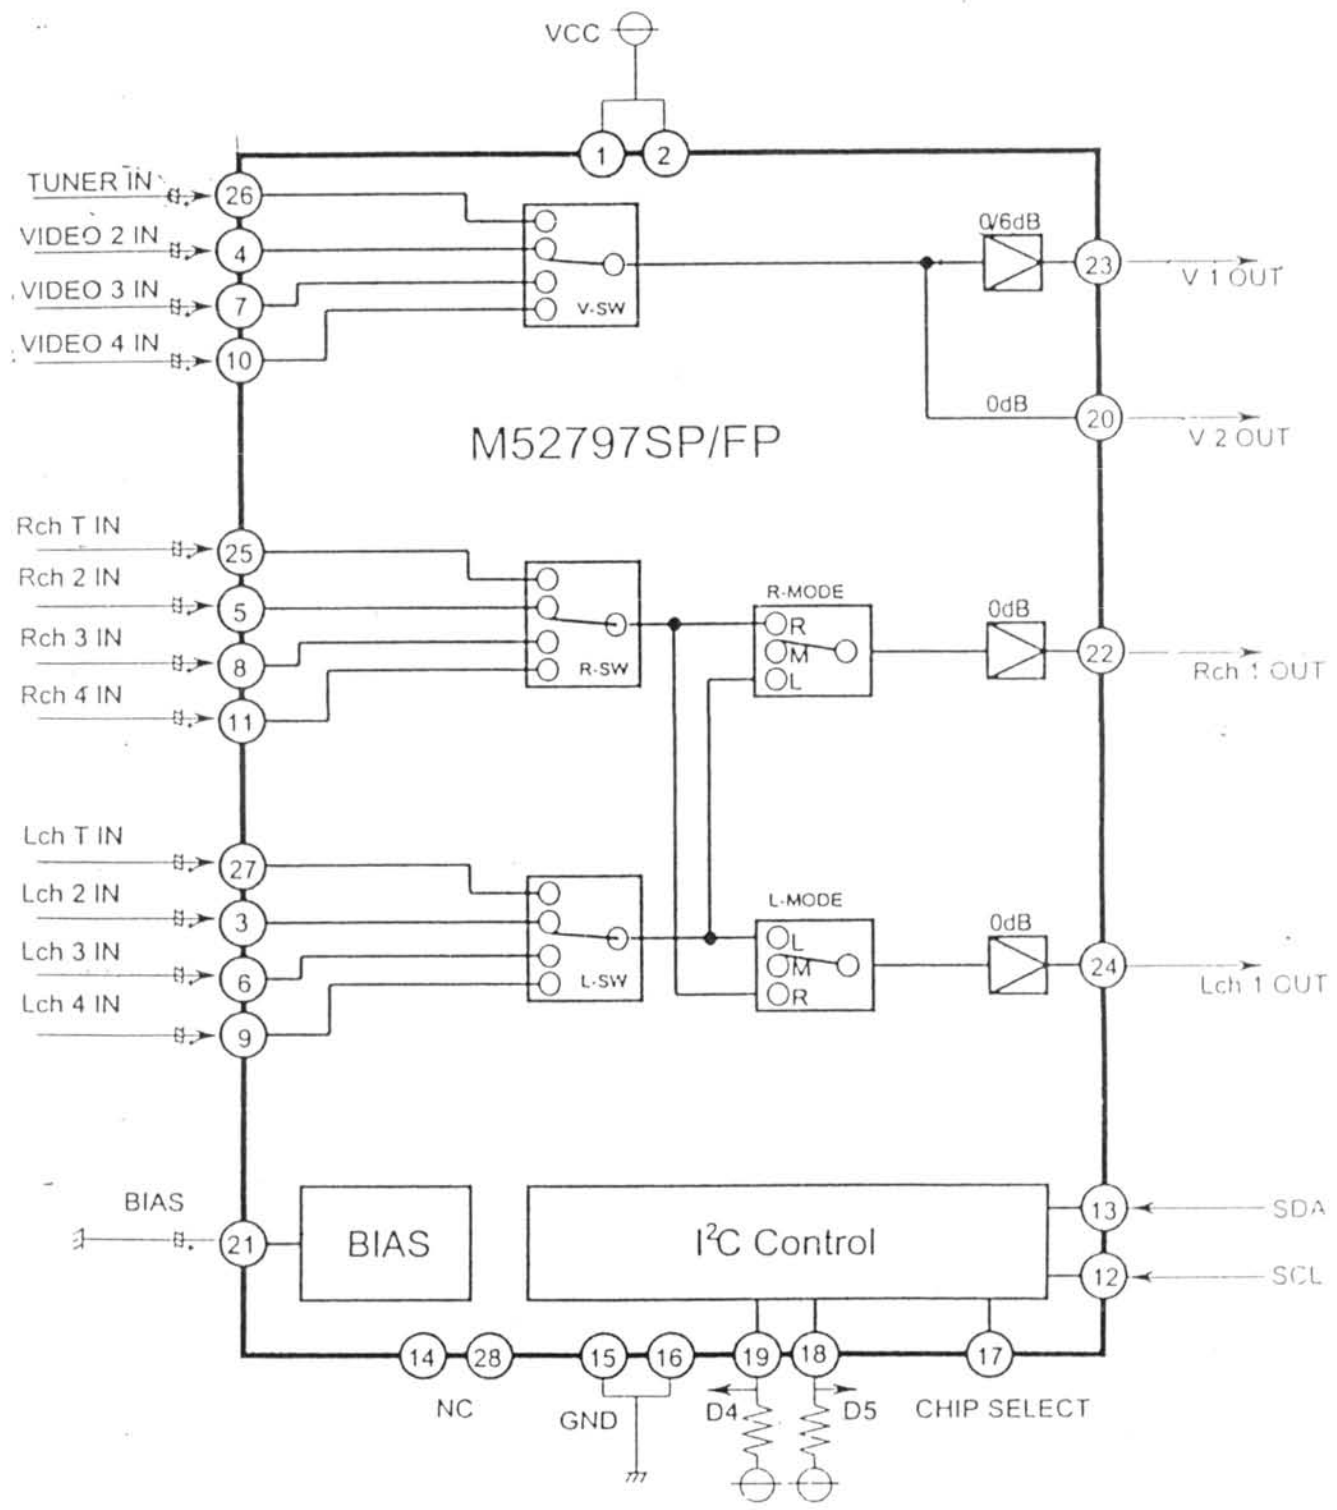 VCC
1 2
TUNER IN 26
VIDEO 2 IN 4
VIDEO 3 IN 7
VIDEO 4 IN 10
V-SW
0/6dB
23
V 1 OUT
0dB
20
V 2 OUT
M52797SP/FP
Rch T IN 25
Rch 2 IN 5
Rch 3 IN 8
Rch 4 IN 11
R-SW
R-MODE
R
M
L
0dB
22
Rch 1 OUT
Lch T IN 27
Lch 2 IN 3
Lch 3 IN 6
Lch 4 IN 9
L-SW
L-MODE
L
M
R
0dB
24
Lch 1 OUT
BIAS 21
BIAS
I²C Control
13 SDA
12 SCL
14 28 15 16 19 18 17
NC
GND
D4
D5
CHIP SELECT